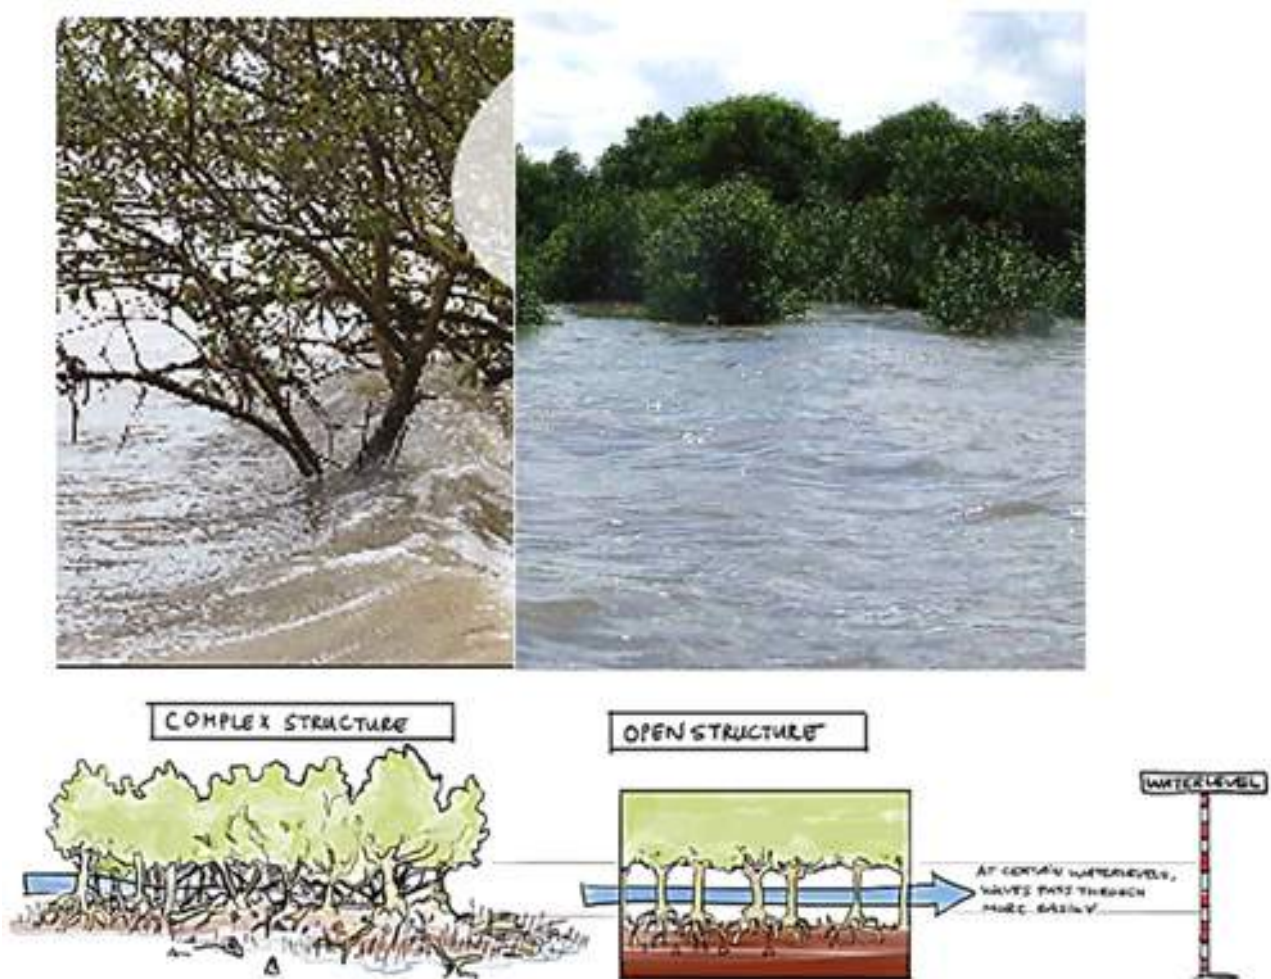 COMPLEX STRUCTURE
OPEN STRUCTURE
WATERLEVEL
AT CERTAIN WATERLEVELS,
WAVES PASS THROUGH
MORE EASILY